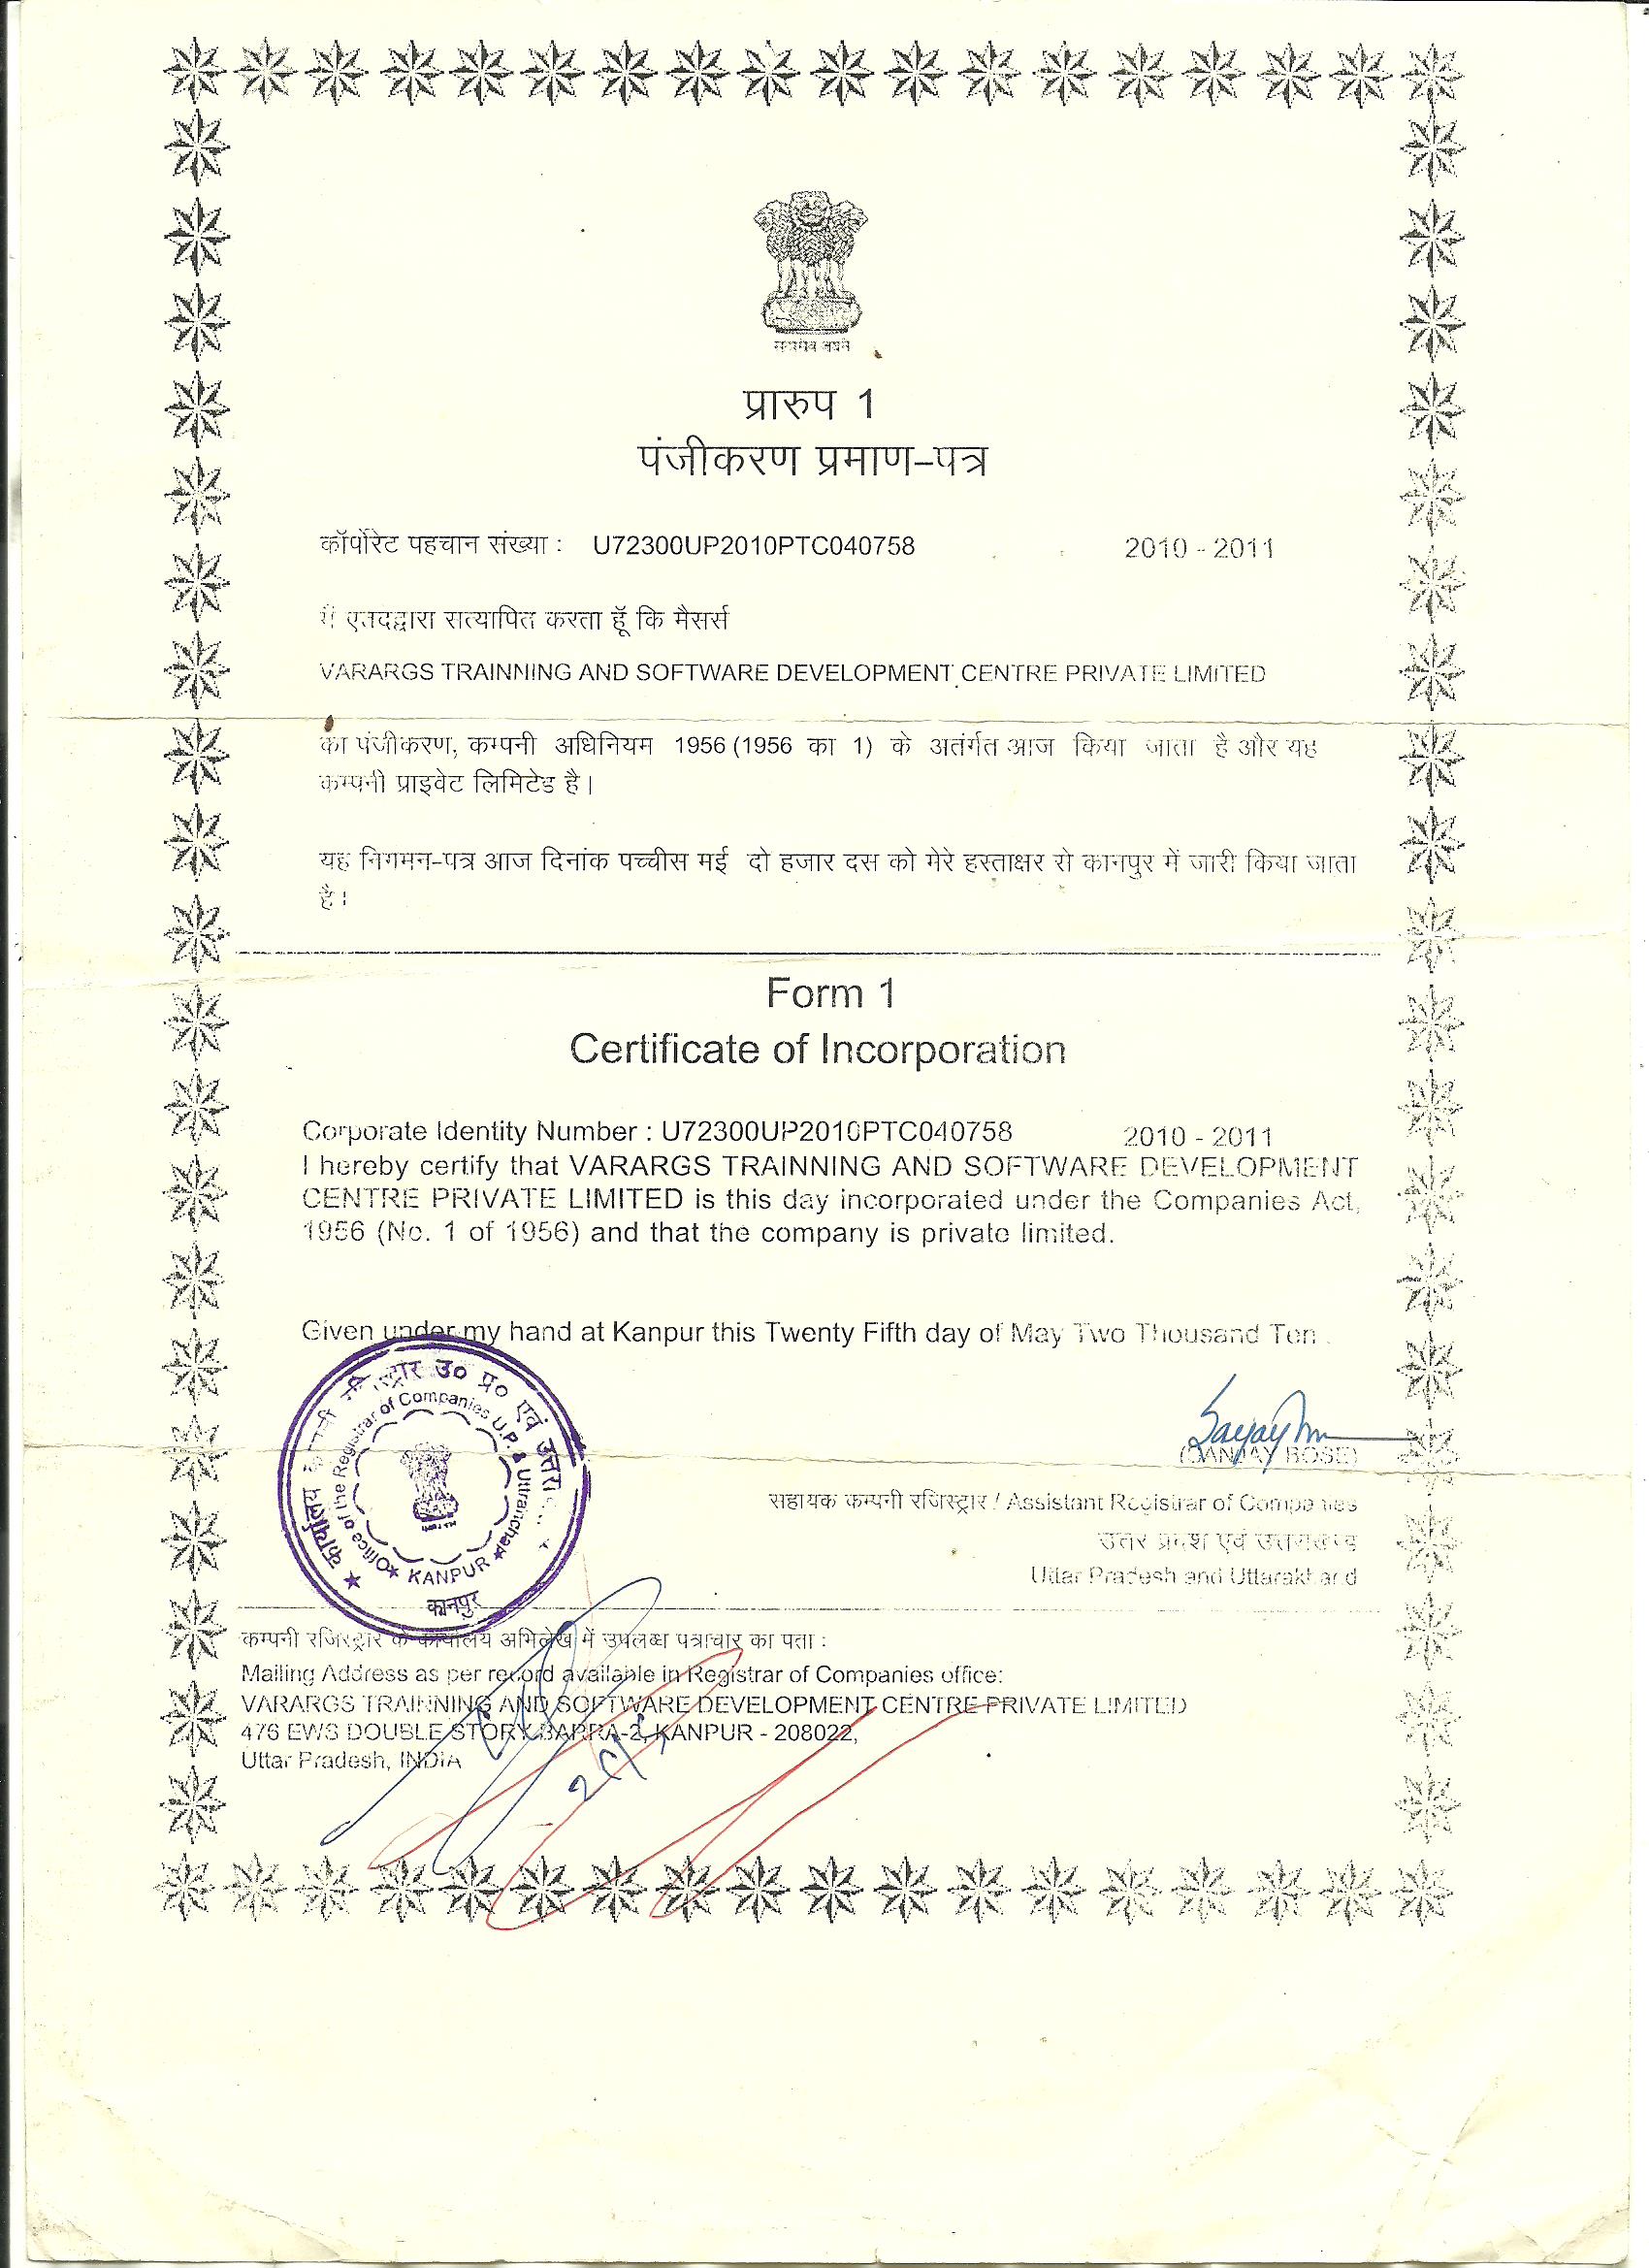 सत्यमेव जयते
प्रारुप 1
पंजीकरण प्रमाण-पत्र
कॉर्पोरेट पहचान संख्या : U72300UP2010PTC040758 2010 - 2011
मैं एतदद्वारा सत्यापित करता हूँ कि मैसर्स
VARARGS TRAINNING AND SOFTWARE DEVELOPMENT CENTRE PRIVATE LIMITED
का पंजीकरण, कम्पनी अधिनियम 1956 (1956 का 1) के अतंर्गत आज किया जाता है और यह
कम्पनी प्राइवेट लिमिटेड है।
यह निगमन-पत्र आज दिनांक पच्चीस मई दो हजार दस को मेरे हस्ताक्षर से कानपुर में जारी किया जाता
है।
Form 1
Certificate of Incorporation
Corporate Identity Number : U72300UP2010PTC040758 2010 - 2011
I hereby certify that VARARGS TRAINNING AND SOFTWARE DEVELOPMENT
CENTRE PRIVATE LIMITED is this day incorporated under the Companies Act,
1956 (No. 1 of 1956) and that the company is private limited.
Given under my hand at Kanpur this Twenty Fifth day of May Two Thousand Ten .
(SANJAY BOSE)
सहायक कम्पनी रजिस्ट्रार / Assistant Registrar of Companies
उत्तर प्रदेश एवं उत्तराखण्ड
Uttar Pradesh and Uttarakhand
कार्यालय कम्पनी रजिस्ट्रार उ० प्र० एवं
Office of the Registrar of Companies U.P. & Uttranchal
KANPUR
कानपुर
कम्पनी रजिस्ट्रार के कार्यालय अभिलेख में उपलब्ध पत्राचार का पता :
Mailing Address as per record available in Registrar of Companies office:
VARARGS TRAINNING AND SOFTWARE DEVELOPMENT CENTRE PRIVATE LIMITED
476 EWS DOUBLE STORY BARRA-2, KANPUR - 208022,
Uttar Pradesh, INDIA